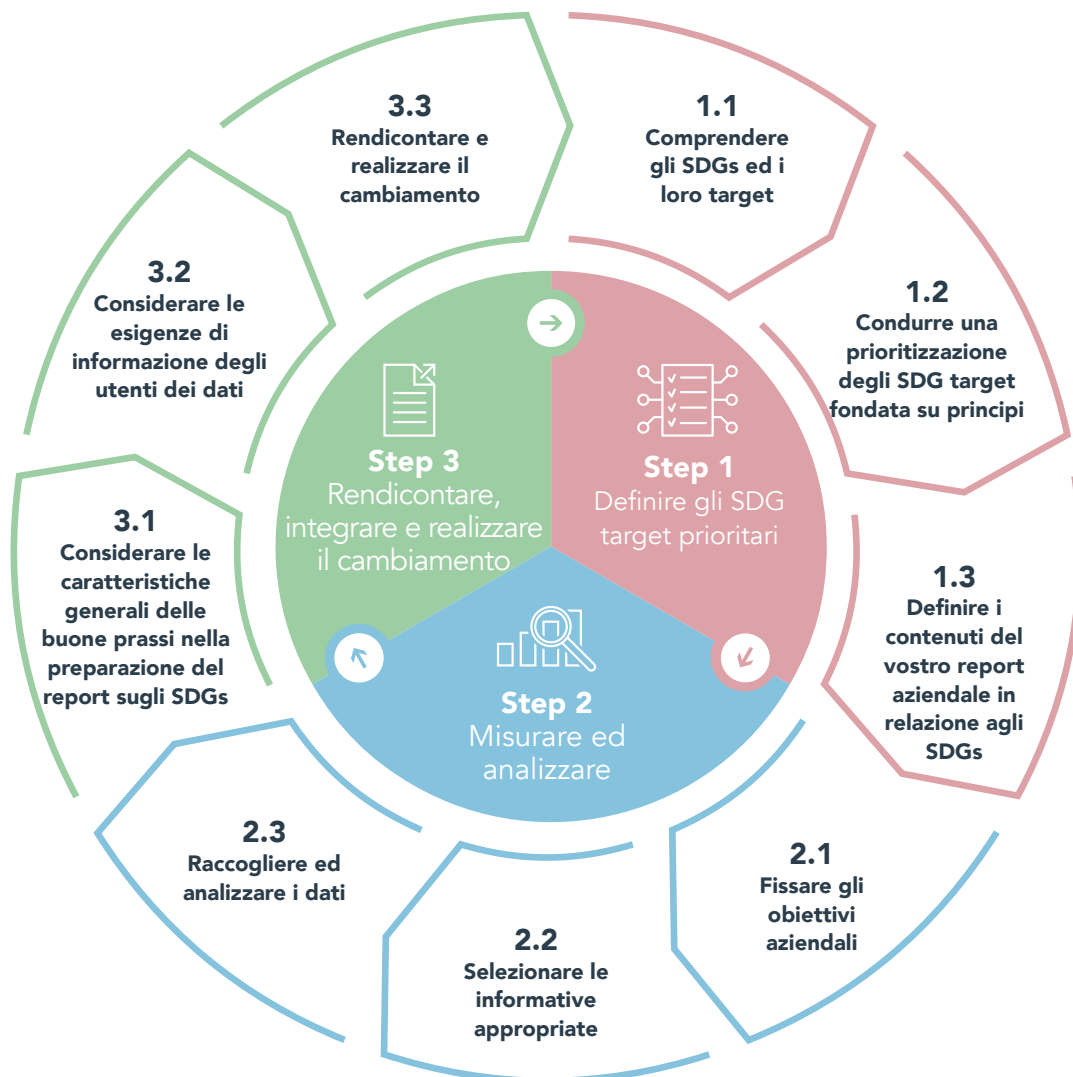 1.1
Comprendere
gli SDGs ed i
loro target
1.2
Condurre una
prioritizzazione
degli SDG target
fondata su principi
1.3
Definire i
contenuti del
vostro report
aziendale in
relazione agli
SDGs
2.1
Fissare gli
obiettivi
aziendali
2.2
Selezionare le
informative
appropriate
2.3
Raccogliere ed
analizzare i dati
3.1
Considerare le
caratteristiche
generali delle
buone prassi nella
preparazione del
report sugli SDGs
3.2
Considerare le
esigenze di
informazione degli
utenti dei dati
3.3
Rendicontare e
realizzare il
cambiamento
Step 1
Definire gli SDG
target prioritari
Step 2
Misurare ed
analizzare
Step 3
Rendicontare,
integrare e realizzare
il cambiamento